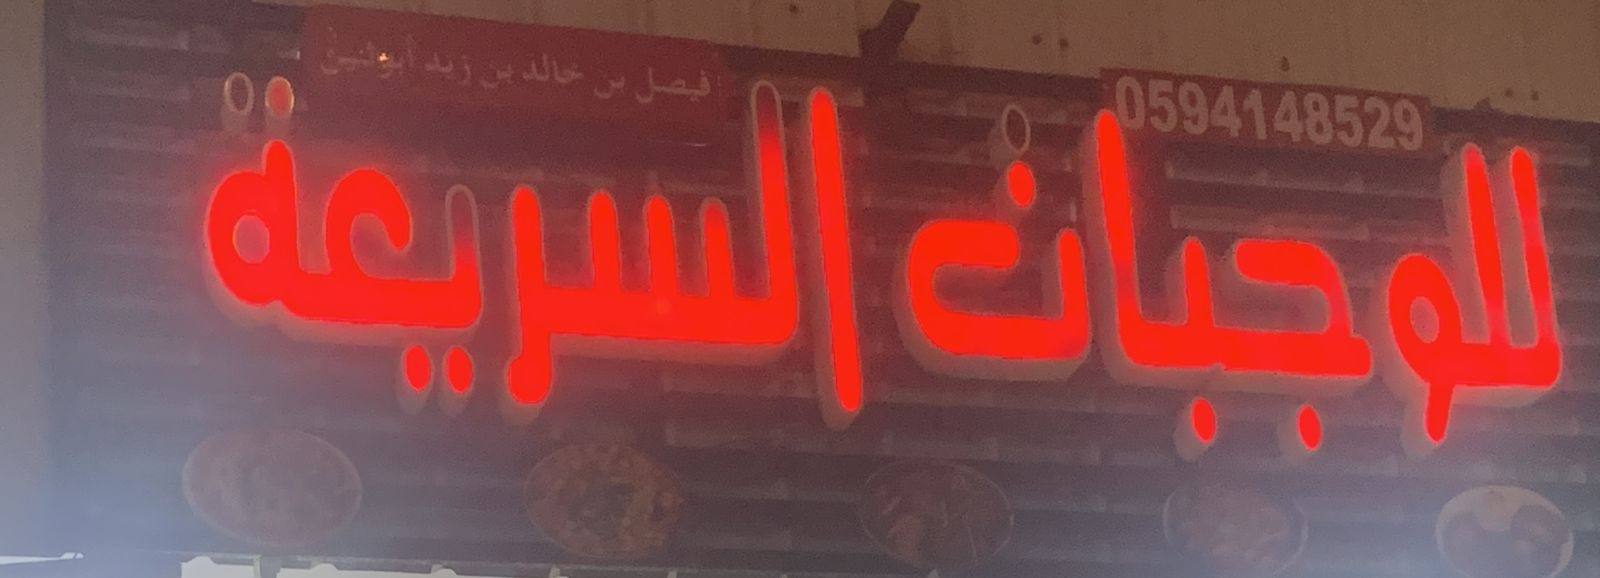 فيصل بن خالد بن زيد أبوثنين
0594148529
للوجبات السريعة